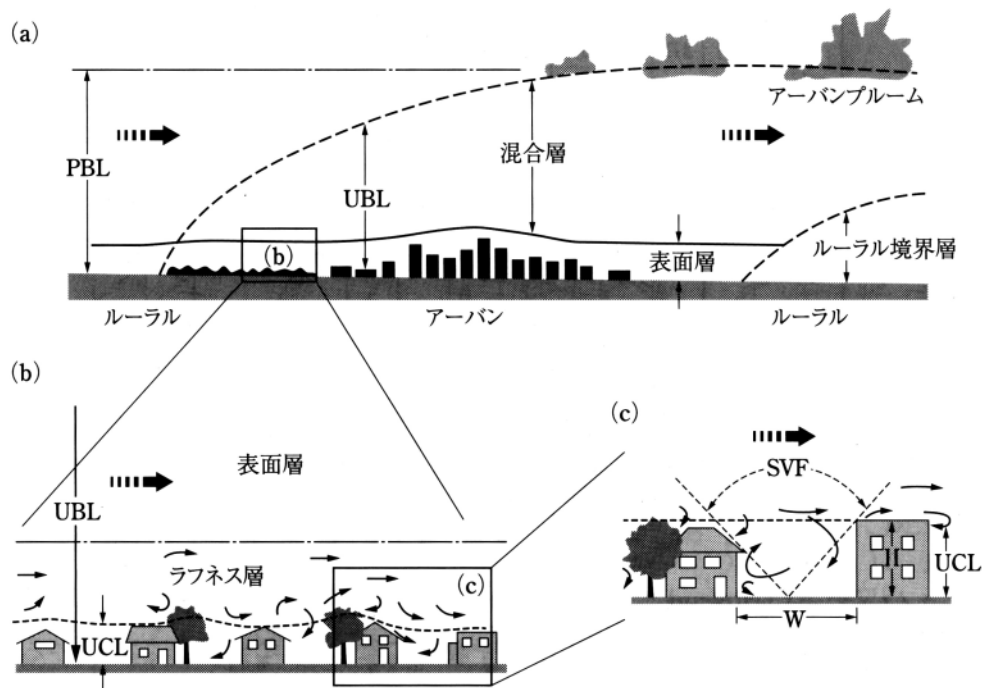 (a)
アーバンプルーム
PBL
混合層
UBL
(b)
表面層
ルーラル境界層
ルーラル
アーバン
ルーラル
(b)
表面層
UBL
ラフネス層
(c)
UCL
(c)
SVF
H
UCL
W